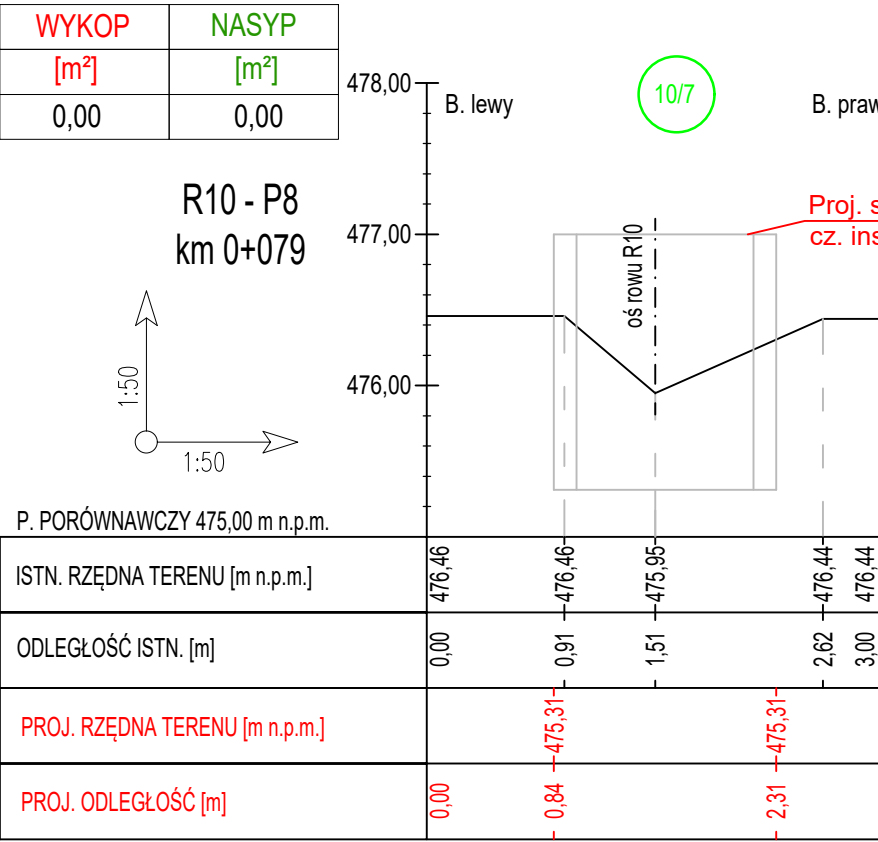 WYKOP NASYP
[m²] [m²]
0,00 0,00
478,00
B. lewy
10/7
B. praw
R10 - P8
km 0+079
477,00
oś rowu R10
Proj. s
cz. ins
476,00
1:50
1:50
P. PORÓWNAWCZY 475,00 m n.p.m.
ISTN. RZĘDNA TERENU [m n.p.m.] 476,46 476,46 475,95 476,44 476,44
ODLEGŁOŚĆ ISTN. [m] 0,00 0,91 1,51 2,62 3,00
PROJ. RZĘDNA TERENU [m n.p.m.] 475,31 475,31
PROJ. ODLEGŁOŚĆ [m] 0,00 0,84 2,31